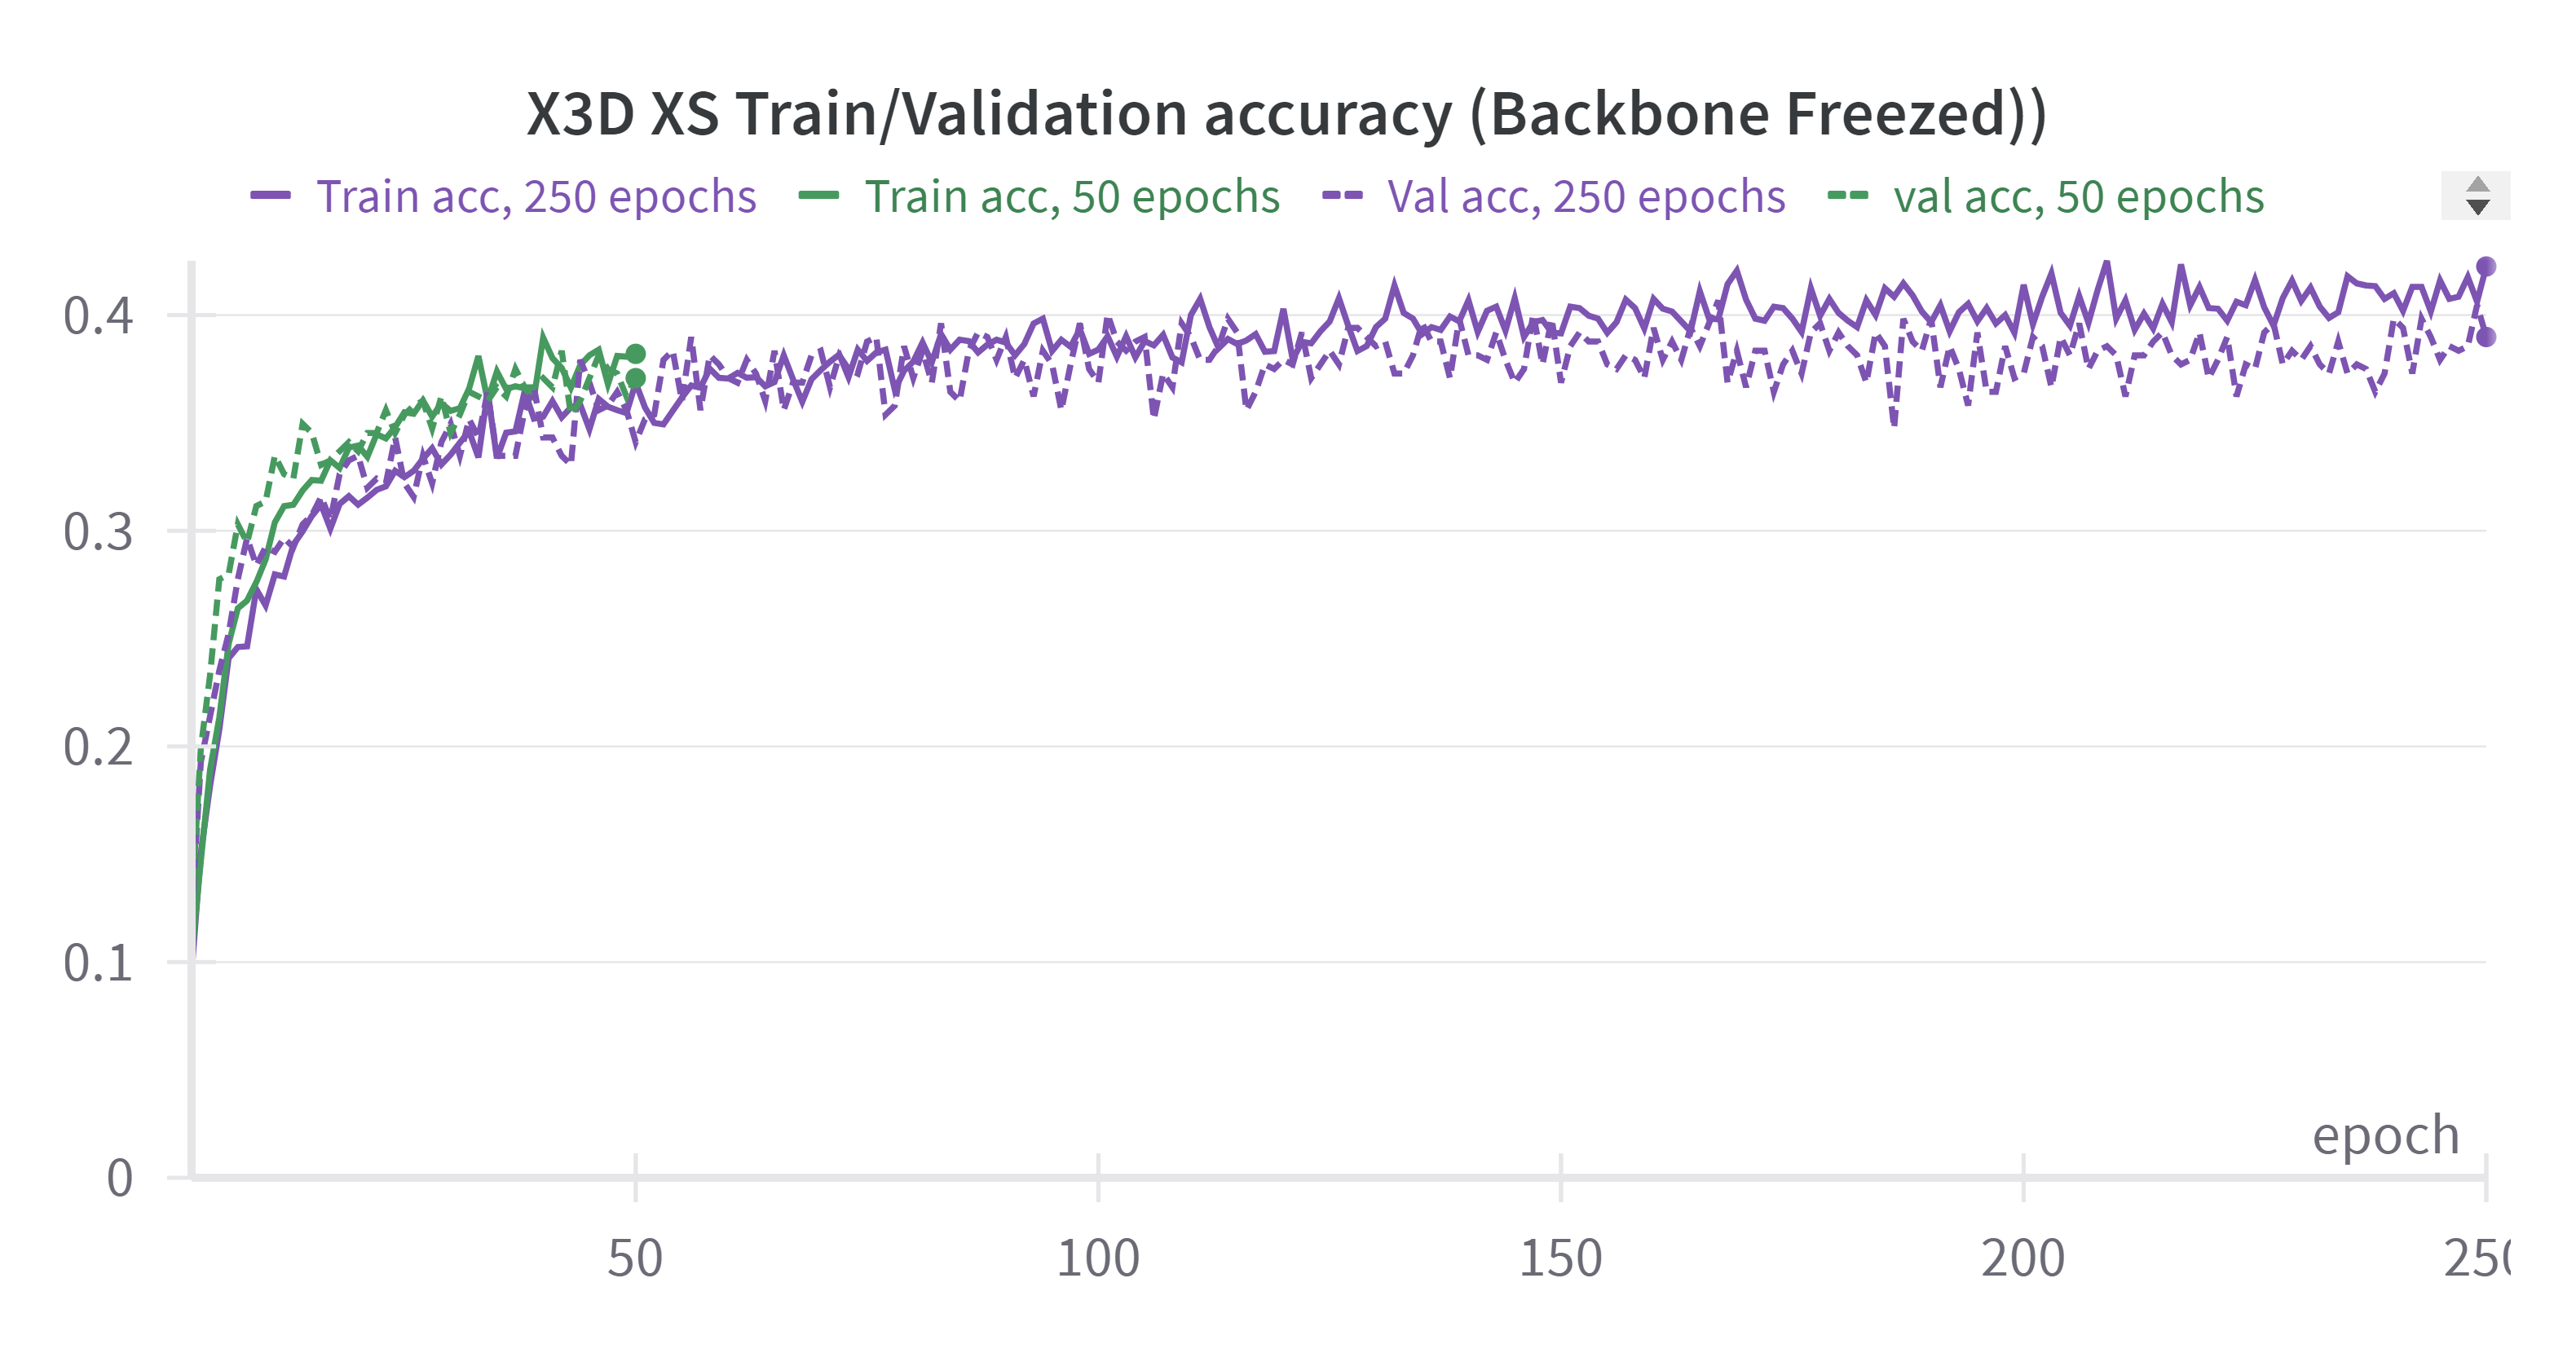 X3D XS Train/Validation accuracy (Backbone Freezed))
Train acc, 250 epochs Train acc, 50 epochs Val acc, 250 epochs val acc, 50 epochs
0.4
0.3
0.2
0.1
epoch
0
50 100 150 200 250